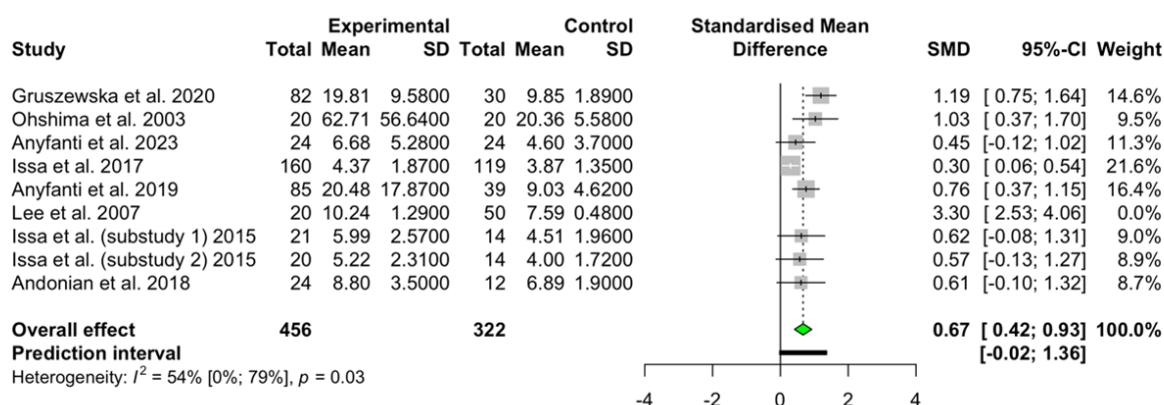 Experimental Control Standardised Mean
Study Total Mean SD Total Mean SD Difference SMD 95%-CI Weight
Gruszewska et al. 2020 82 19.81 9.5800 30 9.85 1.8900 1.19 [ 0.75; 1.64] 14.6%
Ohshima et al. 2003 20 62.71 56.6400 20 20.36 5.5800 1.03 [ 0.37; 1.70] 9.5%
Anyfanti et al. 2023 24 6.68 5.2800 24 4.60 3.7000 0.45 [-0.12; 1.02] 11.3%
Issa et al. 2017 160 4.37 1.8700 119 3.87 1.3500 0.30 [ 0.06; 0.54] 21.6%
Anyfanti et al. 2019 85 20.48 17.8700 39 9.03 4.6200 0.76 [ 0.37; 1.15] 16.4%
Lee et al. 2007 20 10.24 1.2900 50 7.59 0.4800 3.30 [ 2.53; 4.06] 0.0%
Issa et al. (substudy 1) 2015 21 5.99 2.5700 14 4.51 1.9600 0.62 [-0.08; 1.31] 9.0%
Issa et al. (substudy 2) 2015 20 5.22 2.3100 14 4.00 1.7200 0.57 [-0.13; 1.27] 8.9%
Andonian et al. 2018 24 8.80 3.5000 12 6.89 1.9000 0.61 [-0.10; 1.32] 8.7%
Overall effect 456 322 0.67 [ 0.42; 0.93] 100.0%
Prediction interval [-0.02; 1.36]
Heterogeneity: I² = 54% [0%; 79%], p = 0.03
-4 -2 0 2 4